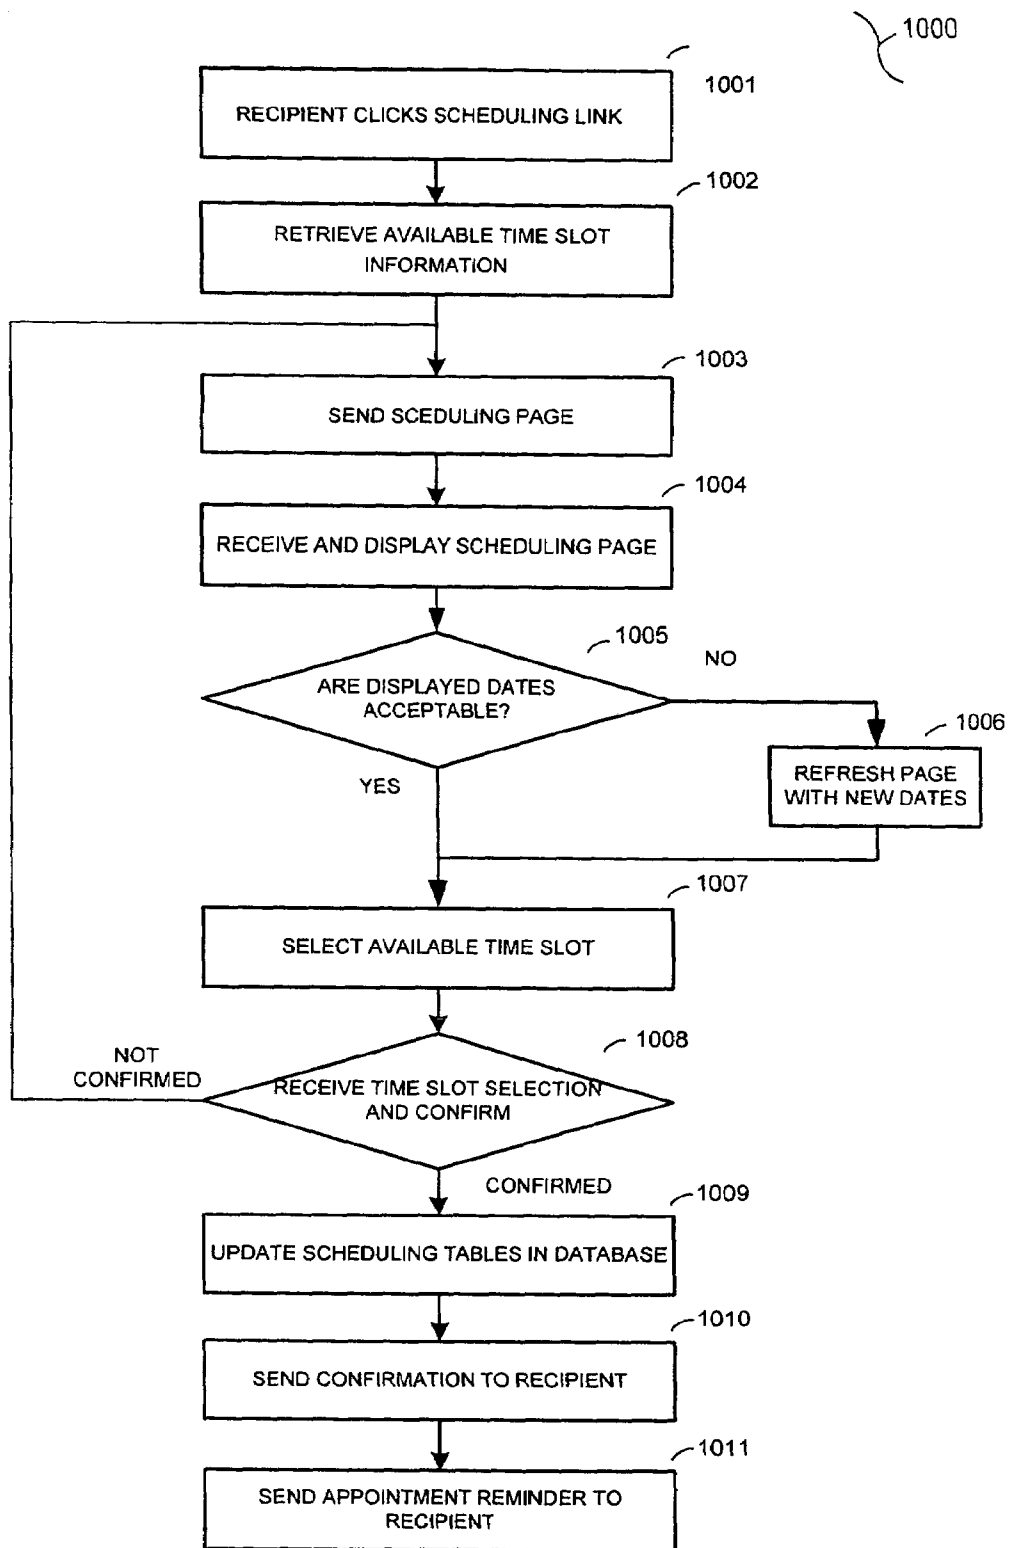 1000
1001
RECIPIENT CLICKS SCHEDULING LINK
1002
RETRIEVE AVAILABLE TIME SLOT
INFORMATION
1003
SEND SCEDULING PAGE
1004
RECEIVE AND DISPLAY SCHEDULING PAGE
1005
NO
ARE DISPLAYED DATES
ACCEPTABLE?
1006
REFRESH PAGE
WITH NEW DATES
YES
1007
SELECT AVAILABLE TIME SLOT
1008
NOT
CONFIRMED
RECEIVE TIME SLOT SELECTION
AND CONFIRM
CONFIRMED
1009
UPDATE SCHEDULING TABLES IN DATABASE
1010
SEND CONFIRMATION TO RECIPIENT
1011
SEND APPOINTMENT REMINDER TO
RECIPIENT